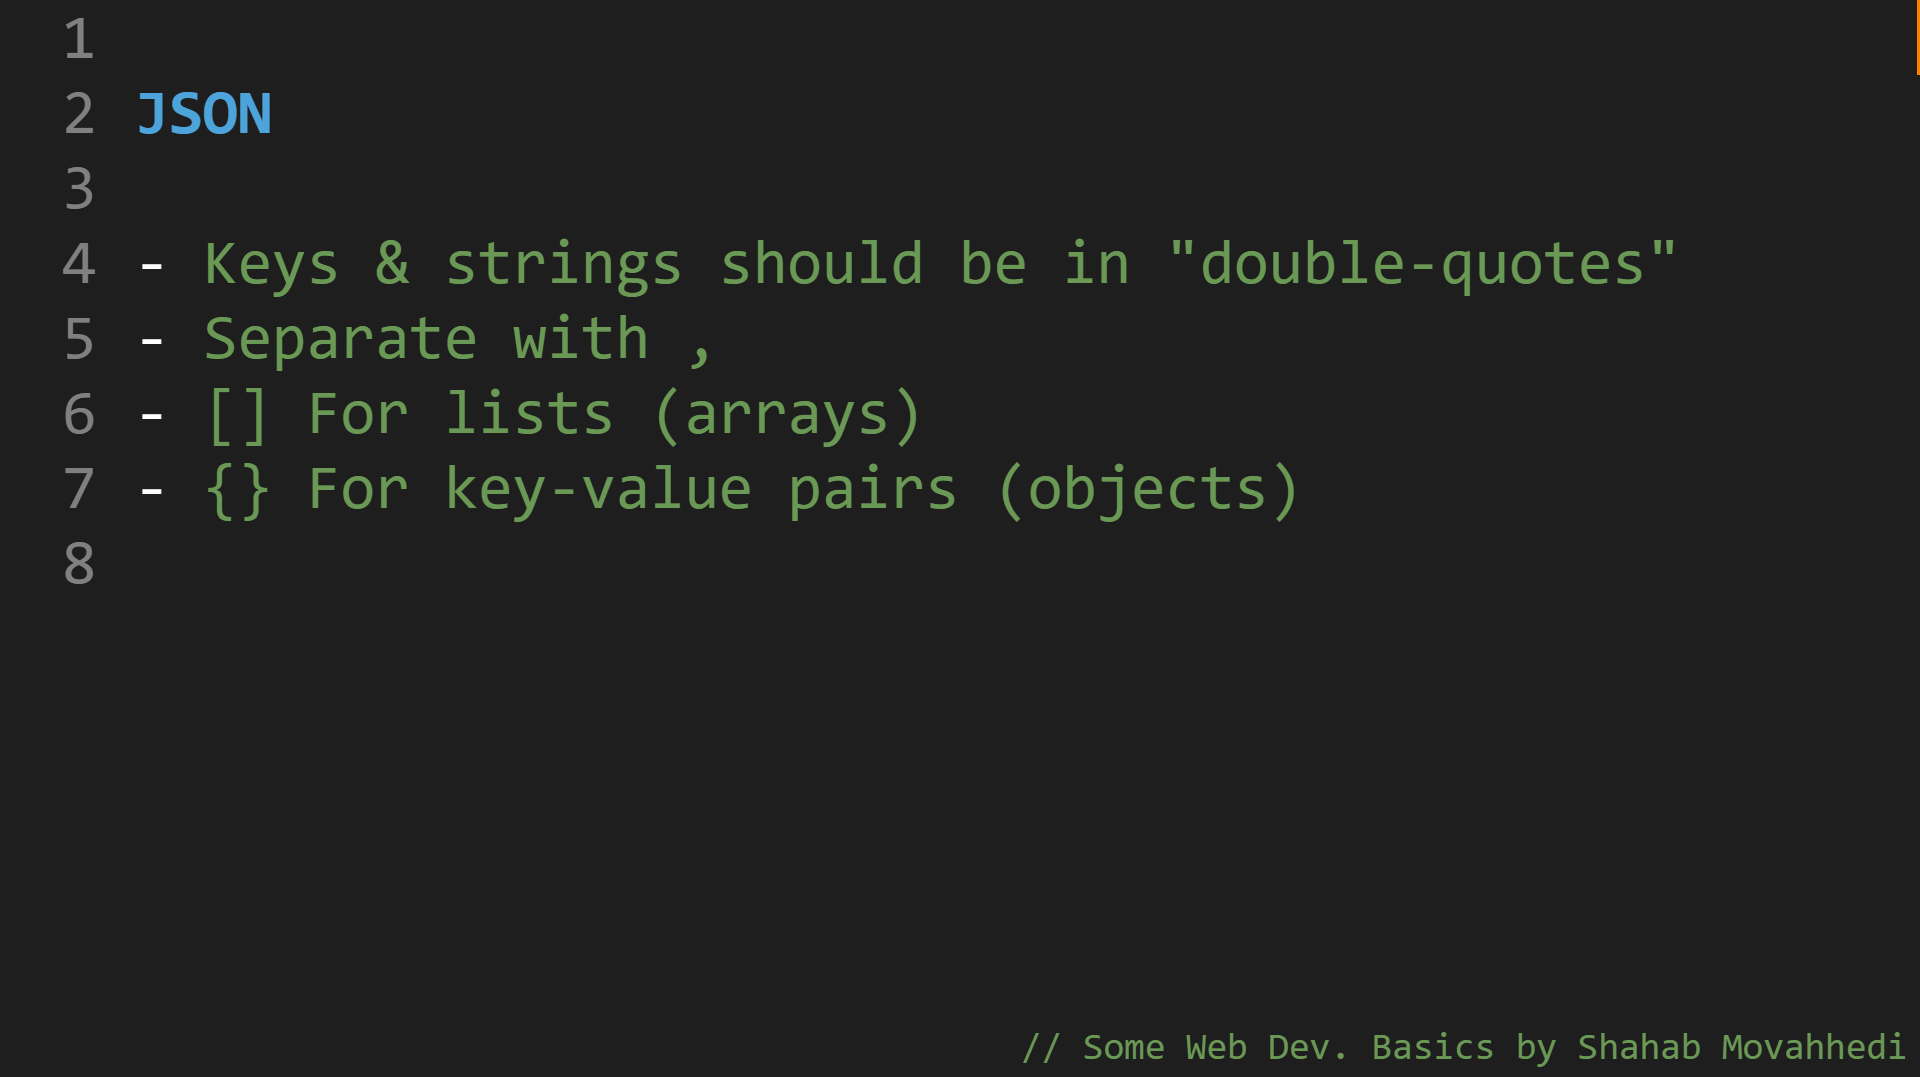 1
2 JSON
3
4 - Keys & strings should be in "double-quotes"
5 - Separate with ,
6 - [] For lists (arrays)
7 - {} For key-value pairs (objects)
8
// Some Web Dev. Basics by Shahab Movahhedi